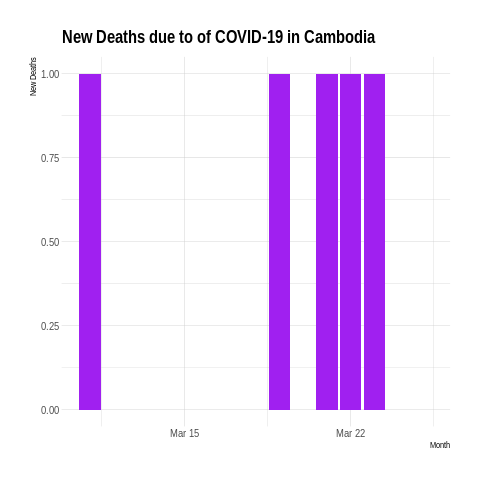 New Deaths due to of COVID-19 in Cambodia
New Deaths
1.00
0.75
0.50
0.25
0.00
Mar 15
Mar 22
Month